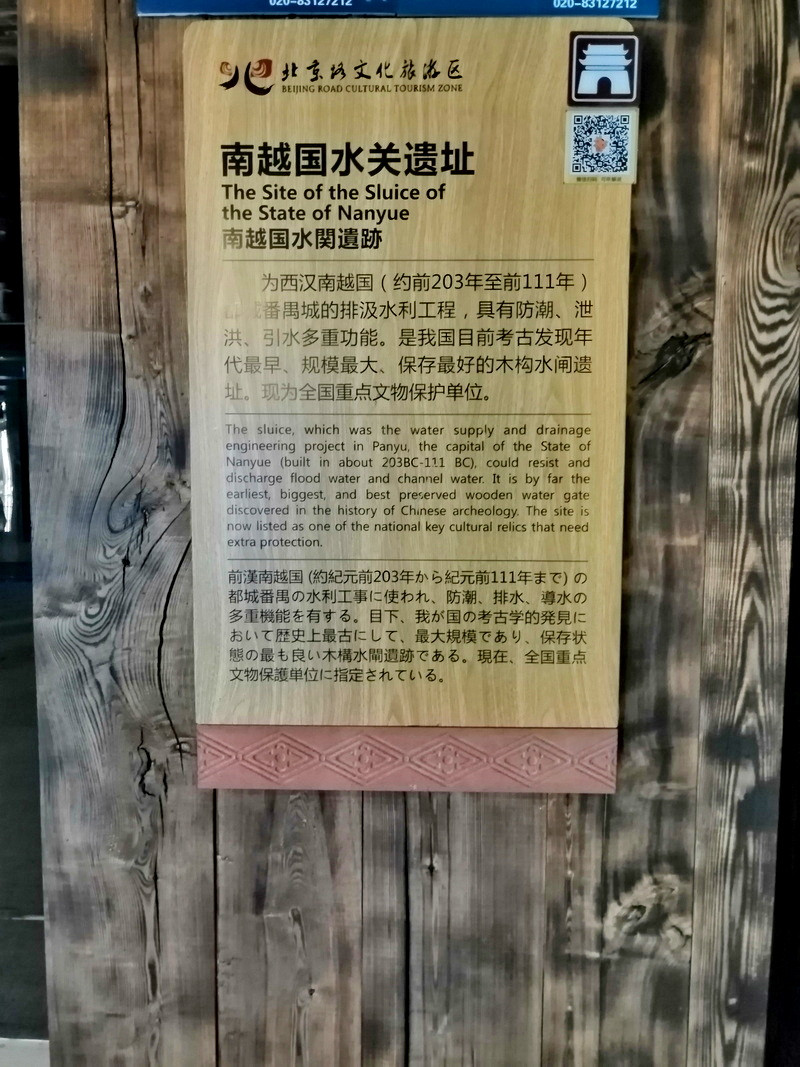 020-83127212
020-83127212
北京路文化旅游区
BEIJING ROAD CULTURAL TOURISM ZONE
南越国水关遗址
The Site of the Sluice of
the State of Nanyue
南越国水関遺跡
为西汉南越国（约前203年至前111年）
番禺城的排汲水利工程，具有防潮、泄
洪、引水多重功能。是我国目前考古发现年
代最早、规模最大、保存最好的木构水闸遗
址。现为全国重点文物保护单位。
The sluice, which was the water supply and drainage
engineering project in Panyu, the capital of the State of
Nanyue (built in about 203BC-111 BC), could resist and
discharge flood water and channel water. It is by far the
earliest, biggest, and best preserved wooden water gate
discovered in the history of Chinese archeology. The site is
now listed as one of the national key cultural relics that need
extra protection.
前漢南越国 (約紀元前203年から紀元前111年まで) の
都城番禺の水利工事に使われ、防潮、排水、導水の
多重機能を有する。目下、我が国の考古学的発見に
おいて歴史上最古にして、最大規模であり、保存状
態の最も良い木構水閘遺跡である。現在、全国重点
文物保護単位に指定されている。